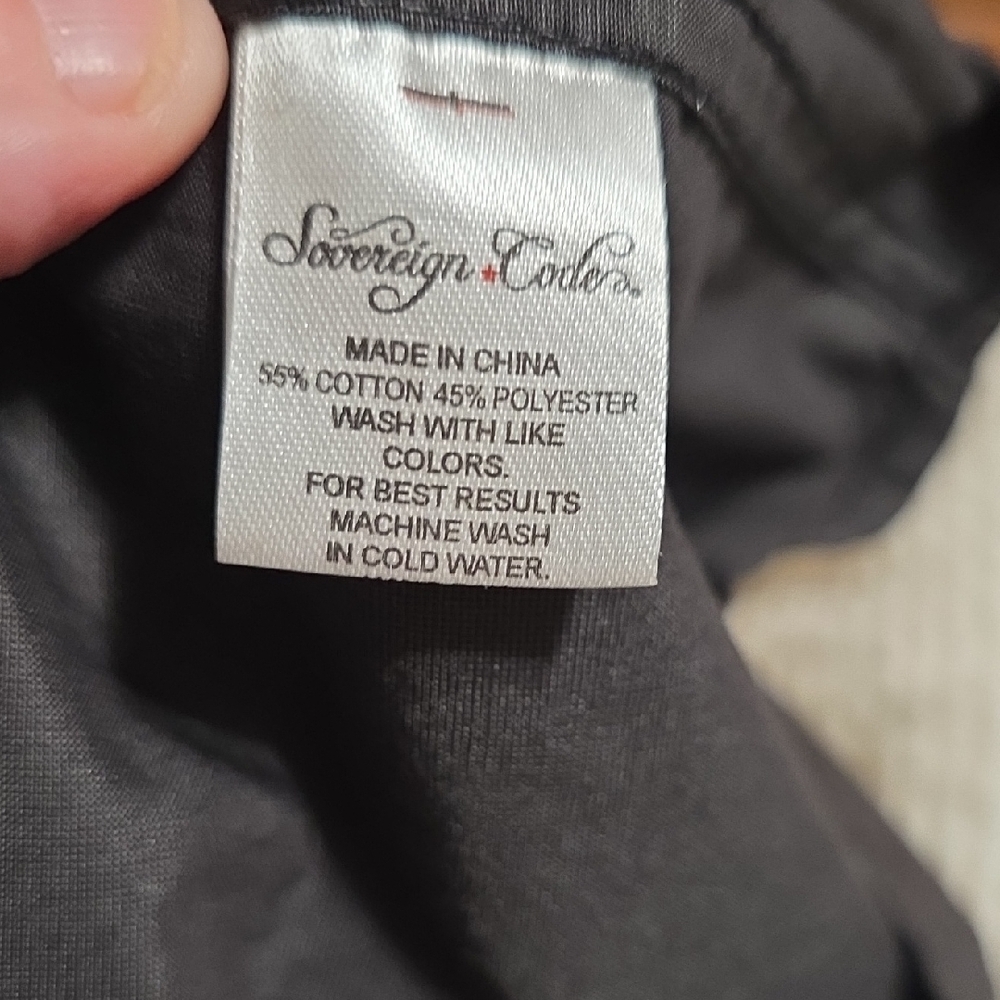 Sovereign Code
MADE IN CHINA
55% COTTON 45% POLYESTER
WASH WITH LIKE
COLORS.
FOR BEST RESULTS
MACHINE WASH
IN COLD WATER.